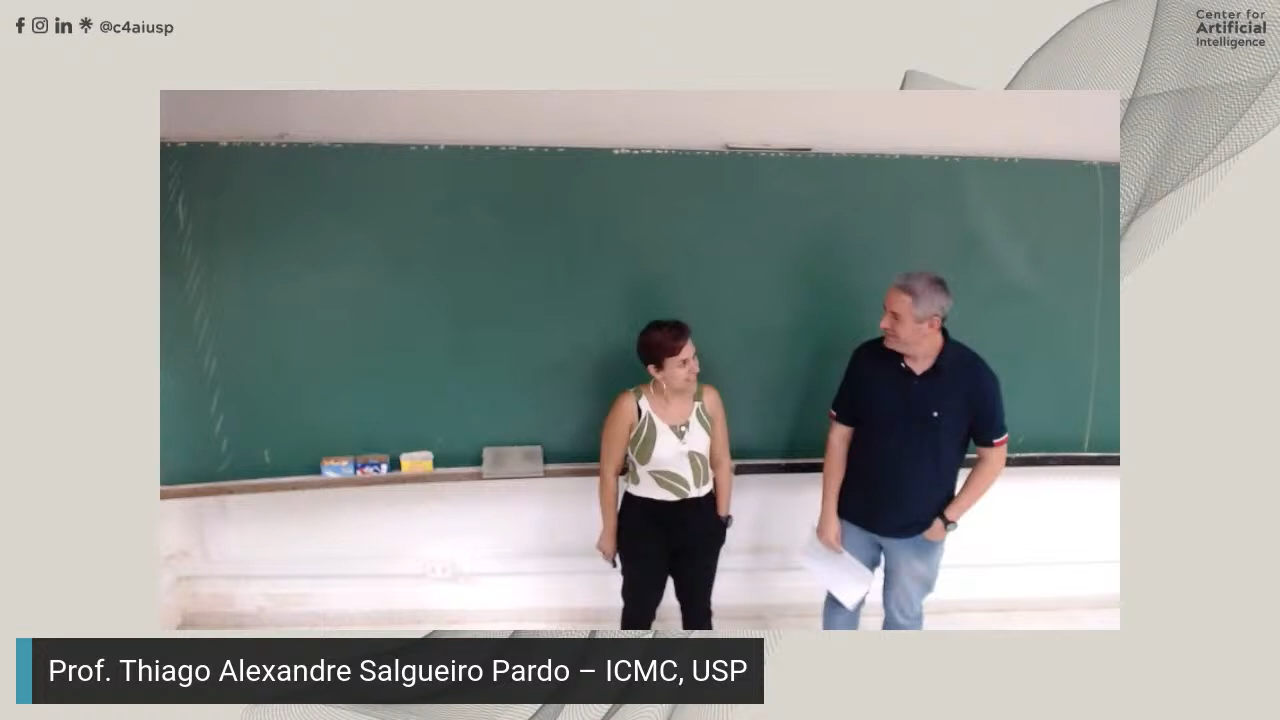 @c4aiusp
Center for
Artificial
Intelligence
Prof. Thiago Alexandre Salgueiro Pardo – ICMC, USP